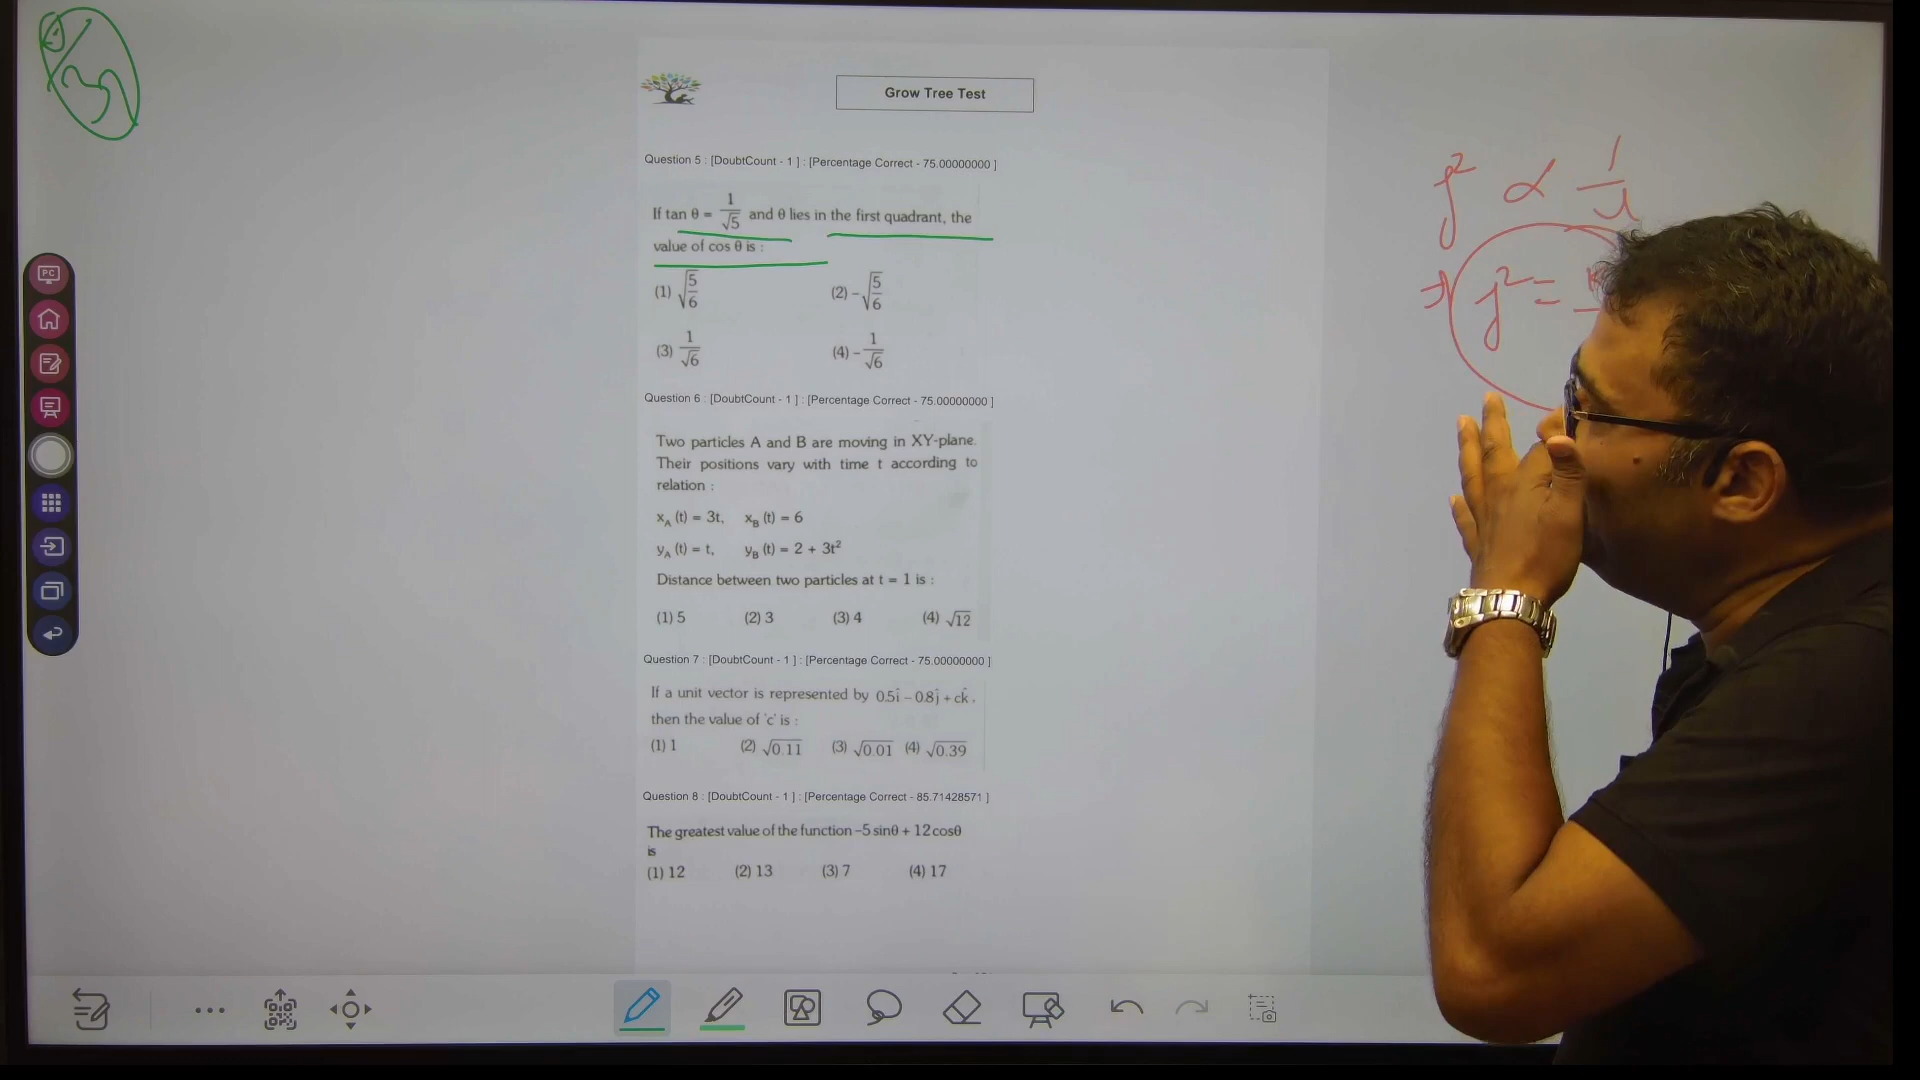 Grow Tree Test
Question 5 : [DoubtCount - 1 ] : [Percentage Correct - 75.00000000 ]
If tan θ = 1/√5 and θ lies in the first quadrant, the
value of cos θ is :
(1) √(5/6) (2) –√(5/6)
(3) 1/√6 (4) –1/√6
Question 6 : [DoubtCount - 1 ] : [Percentage Correct - 75.00000000 ]
Two particles A and B are moving in XY-plane.
Their positions vary with time t according to
relation :
x_A (t) = 3t, x_B (t) = 6
y_A (t) = t, y_B (t) = 2 + 3t²
Distance between two particles at t = 1 is :
(1) 5 (2) 3 (3) 4 (4) √12
Question 7 : [DoubtCount - 1 ] : [Percentage Correct - 75.00000000 ]
If a unit vector is represented by 0.5î – 0.8ĵ + ck̂,
then the value of 'c' is :
(1) 1 (2) √0.11 (3) √0.01 (4) √0.39
Question 8 : [DoubtCount - 1 ] : [Percentage Correct - 85.71428571 ]
The greatest value of the function –5 sinθ + 12 cosθ
is
(1) 12 (2) 13 (3) 7 (4) 17
PC